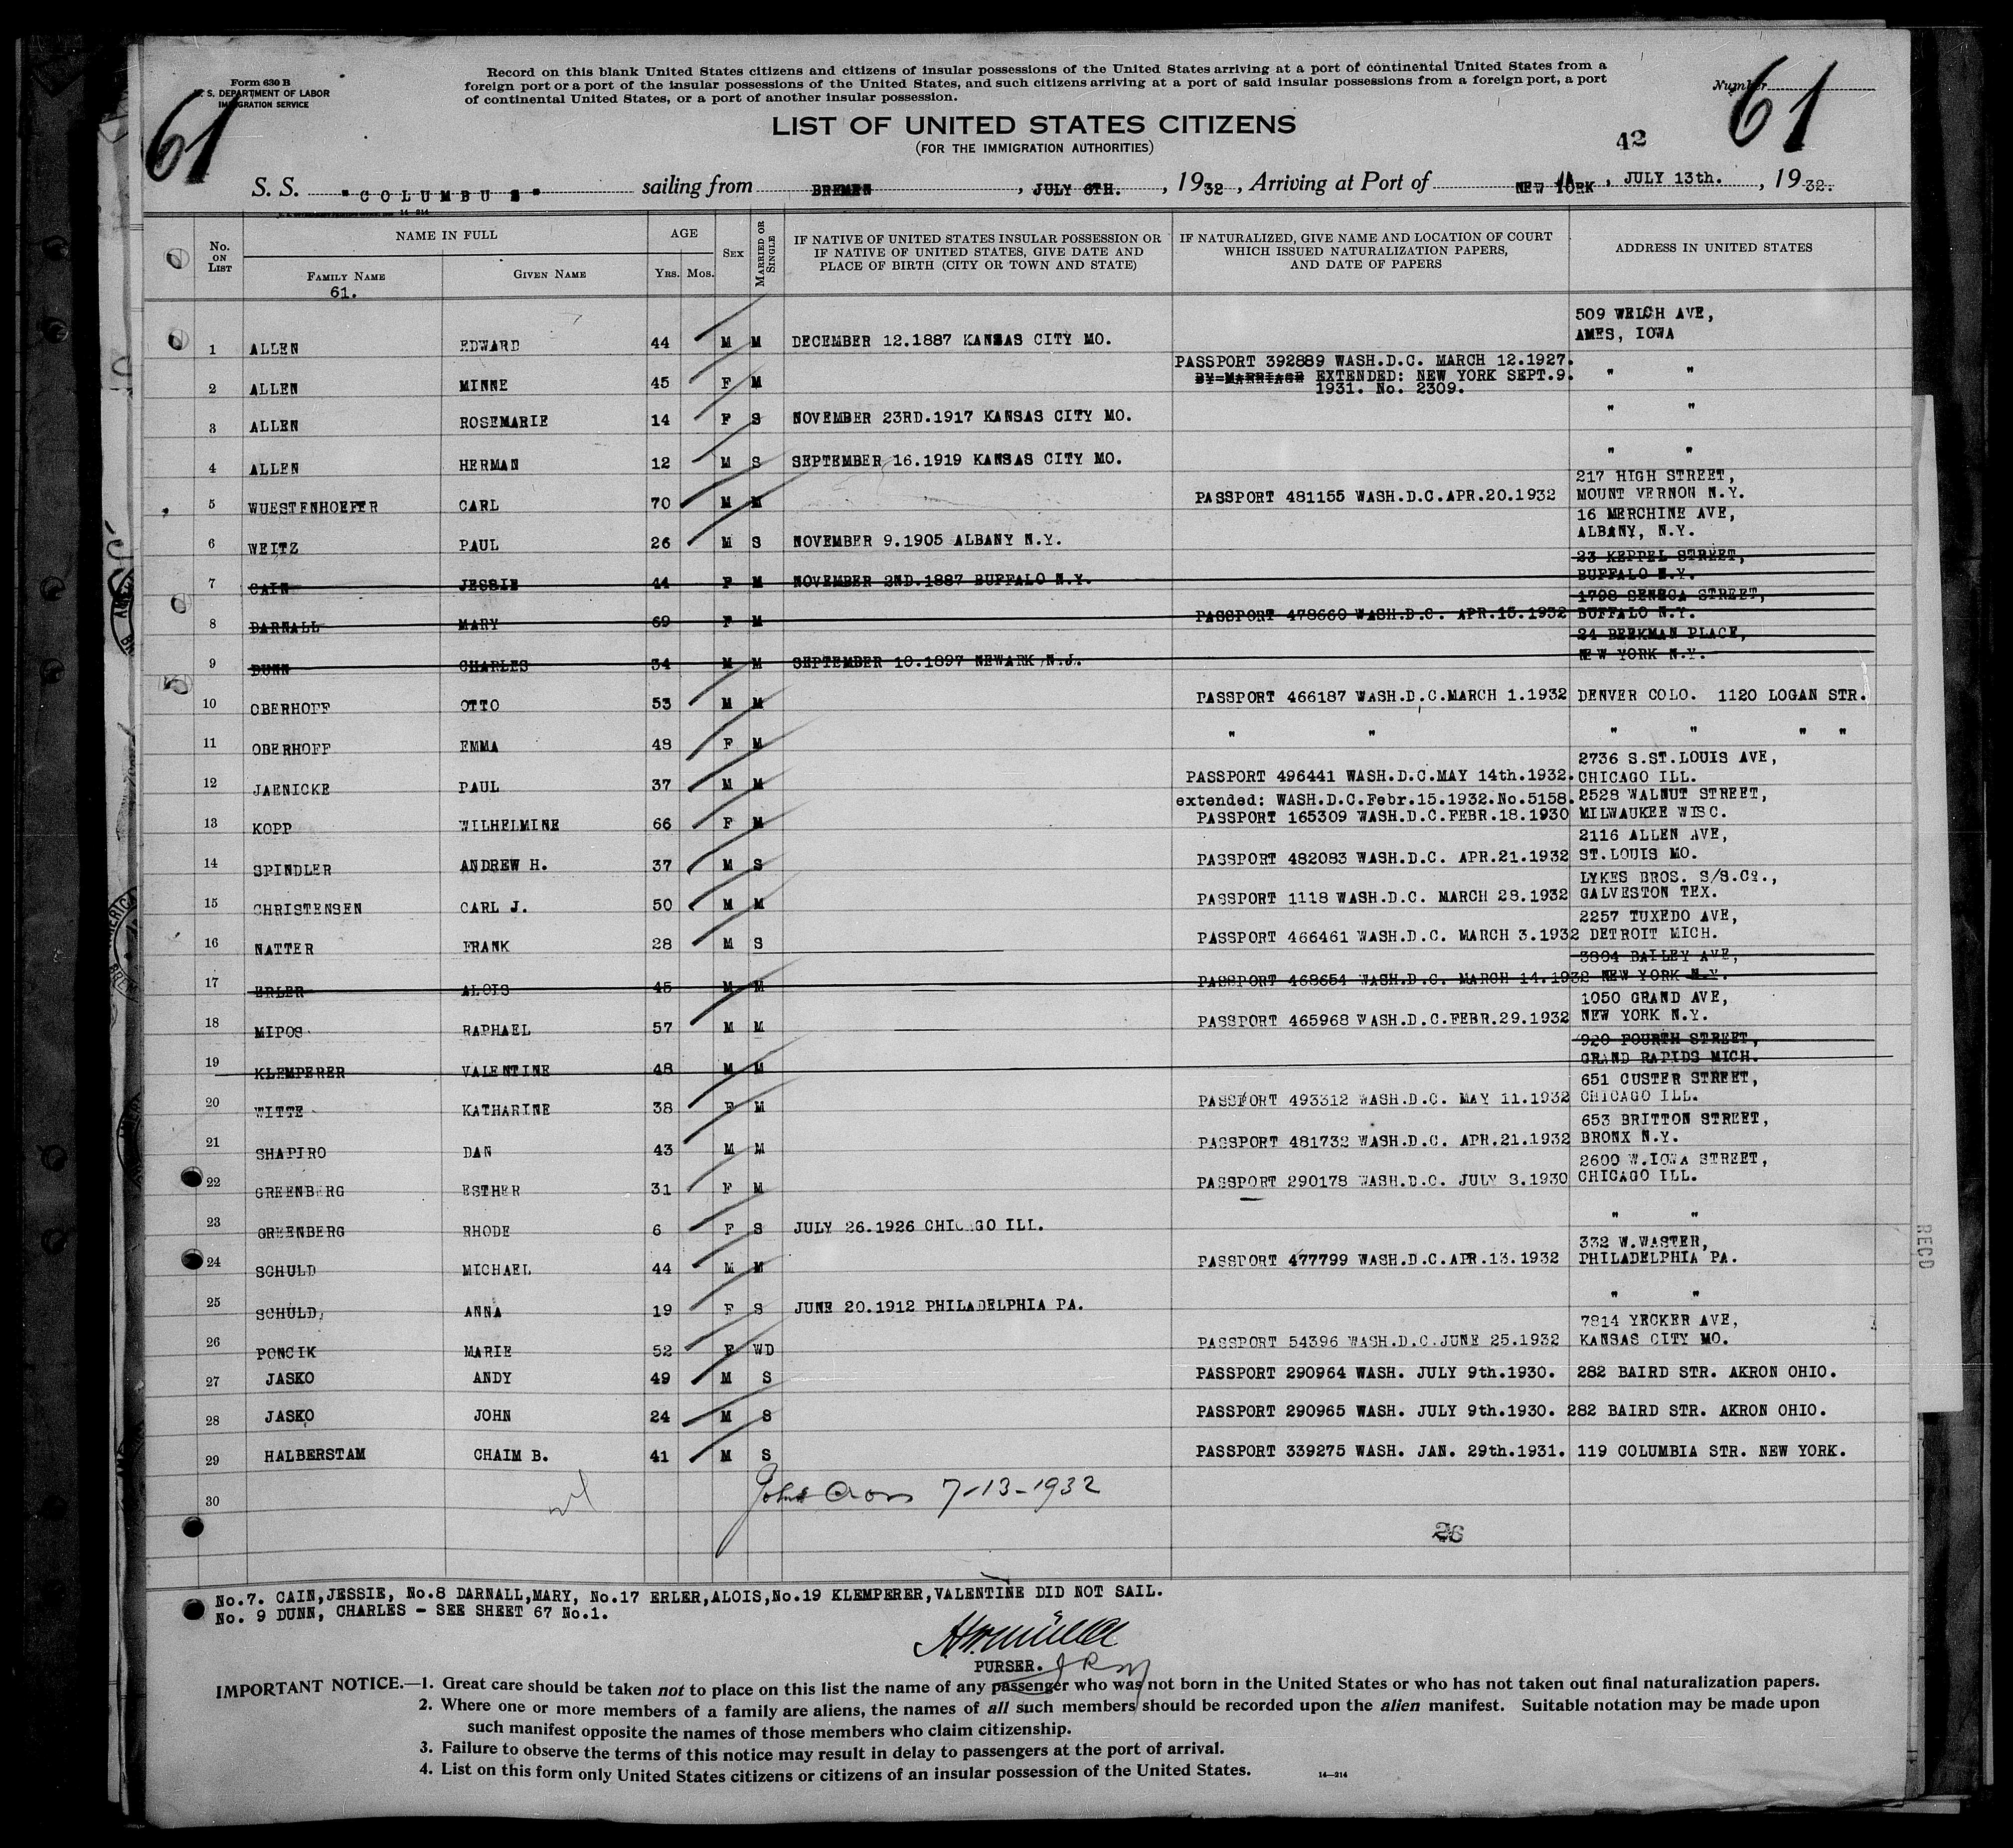 Form 630 B
U. S. DEPARTMENT OF LABOR
IMMIGRATION SERVICE
Record on this blank United States citizens and citizens of insular possessions of the United States arriving at a port of continental United States from a
foreign port or a port of the insular possessions of the United States, and such citizens arriving at a port of said insular possessions from a foreign port, a port
of continental United States, or a port of another insular possession.
Number
61
61
LIST OF UNITED STATES CITIZENS
(FOR THE IMMIGRATION AUTHORITIES)
42
S. S. "COLUMBUS" sailing from BREMEN, JULY 6TH., 1932, Arriving at Port of NEW YORK, JULY 13th., 1932.
14-214
No. ON LIST
NAME IN FULL
FAMILY NAME
GIVEN NAME
AGE
YRS. MOS.
SEX
MARRIED OR SINGLE
IF NATIVE OF UNITED STATES INSULAR POSSESSION OR
IF NATIVE OF UNITED STATES, GIVE DATE AND
PLACE OF BIRTH (CITY OR TOWN AND STATE)
IF NATURALIZED, GIVE NAME AND LOCATION OF COURT
WHICH ISSUED NATURALIZATION PAPERS,
AND DATE OF PAPERS
ADDRESS IN UNITED STATES
61.
1 ALLEN EDWARD 44 M M DECEMBER 12.1887 KANSAS CITY MO. 509 WELCH AVE, AMES, IOWA
2 ALLEN MINNE 45 F M PASSPORT 392889 WASH.D.C. MARCH 12.1927. BY MARRIAGE EXTENDED: NEW YORK SEPT.9. 1931. No. 2309. " "
3 ALLEN ROSEMARIE 14 F S NOVEMBER 23RD.1917 KANSAS CITY MO. " "
4 ALLEN HERMAN 12 M S SEPTEMBER 16.1919 KANSAS CITY MO. " "
5 WUESTENHOEFER CARL 70 M M PASSPORT 481155 WASH.D.C.APR.20.1932 217 HIGH STREET, MOUNT VERNON N.Y.
6 WEITZ PAUL 26 M S NOVEMBER 9.1905 ALBANY N.Y. 16 MERCHINE AVE, ALBANY, N.Y.
7 CAIN JESSIE 44 F M NOVEMBER 2ND.1887 BUFFALO N.Y. 23 KEPPEL STREET, BUFFALO N.Y.
8 DARNALL MARY 69 F M PASSPORT 478660 WASH.D.C. APR.15.1932 1798 SENECA STREET, BUFFALO N.Y.
9 DUNN CHARLES 34 M M SEPTEMBER 10.1897 NEWARK N.J. 24 BEEKMAN PLACE, NEW YORK N.Y.
10 OBERHOFF OTTO 53 M M PASSPORT 466187 WASH.D.C.MARCH 1.1932 DENVER COLO. 1120 LOGAN STR.
11 OBERHOFF EMMA 48 F M " " " " " "
12 JAENICKE PAUL 37 M M PASSPORT 496441 WASH.D.C.MAY 14th.1932. 2736 S.ST.LOUIS AVE, CHICAGO ILL.
13 KOPP WILHELMINE 66 F M extended: WASH.D.C.Febr.15.1932.No.5158. PASSPORT 165309 WASH.D.C.FEBR.18.1930 2528 WALNUT STREET, MILWAUKEE WISC.
14 SPINDLER ANDREW H. 37 M S PASSPORT 482083 WASH.D.C. APR.21.1932 2116 ALLEN AVE, ST.LOUIS MO.
15 CHRISTENSEN CARL J. 50 M M PASSPORT 1118 WASH.D.C. MARCH 28.1932 LYKES BROS. S/S.Co., GALVESTON TEX.
16 NATTER FRANK 28 M S PASSPORT 466461 WASH.D.C. MARCH 3.1932 2257 TUXEDO AVE, DETROIT MICH.
17 ERLER ALOIS 45 M M PASSPORT 468654 WASH.D.C. MARCH 14.1932 3804 BAILEY AVE, NEW YORK N.Y.
18 MIPOS RAPHAEL 57 M M PASSPORT 465968 WASH.D.C.FEBR.29.1932 1050 GRAND AVE, NEW YORK N.Y.
19 KLEMPERER VALENTINE 48 M M 920 FOURTH STREET, GRAND RAPIDS MICH.
20 WITTE KATHARINE 38 F M PASSPORT 493312 WASH.D.C. MAY 11.1932 651 CUSTER STREET, CHICAGO ILL.
21 SHAPIRO DAN 43 M M PASSPORT 481732 WASH.D.C. APR.21.1932 653 BRITTON STREET, BRONX N.Y.
22 GREENBERG ESTHER 31 F M PASSPORT 290178 WASH.D.C. JULY 8.1930 2600 W.IOWA STREET, CHICAGO ILL.
23 GREENBERG RHODE 6 F S JULY 26.1926 CHICAGO ILL. " "
24 SCHULD MICHAEL 44 M M PASSPORT 477799 WASH.D.C.APR.13.1932 332 W.WASTER, PHILADELPHIA PA.
25 SCHULD, ANNA 19 F S JUNE 20.1912 PHILADELPHIA PA. " "
26 PONCIK MARIE 52 F WD PASSPORT 54396 WASH.D.C.JUNE 25.1932 7814 YECKER AVE, KANSAS CITY MO.
27 JASKO ANDY 49 M S PASSPORT 290964 WASH. JULY 9th.1930. 282 BAIRD STR. AKRON OHIO.
28 JASKO JOHN 24 M S PASSPORT 290965 WASH. JULY 9th.1930. 282 BAIRD STR. AKRON OHIO.
29 HALBERSTAM CHAIM B. 41 M S PASSPORT 339275 WASH. JAN. 29th.1931. 119 COLUMBIA STR. NEW YORK.
30
John Cross 7-13-1932
26
No.7. CAIN,JESSIE, No.8 DARNALL,MARY, No.17 ERLER,ALOIS,No.19 KLEMPERER,VALENTINE DID NOT SAIL.
No. 9 DUNN, CHARLES - SEE SHEET 67 No.1.
PURSER.
IMPORTANT NOTICE.—1. Great care should be taken not to place on this list the name of any passenger who was not born in the United States or who has not taken out final naturalization papers.
2. Where one or more members of a family are aliens, the names of all such members should be recorded upon the alien manifest. Suitable notation may be made upon
such manifest opposite the names of those members who claim citizenship.
3. Failure to observe the terms of this notice may result in delay to passengers at the port of arrival.
4. List on this form only United States citizens or citizens of an insular possession of the United States.
14-214
RECD